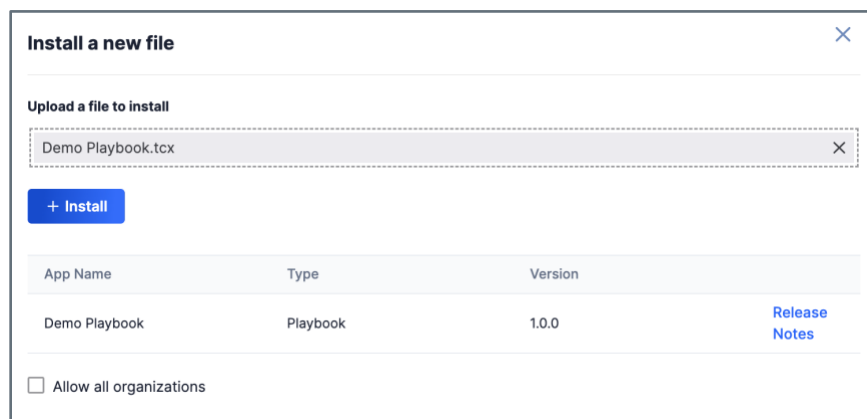 Install a new file
Upload a file to install
Demo Playbook.tcx
+ Install
App Name Type Version
Demo Playbook Playbook 1.0.0 Release
Notes
Allow all organizations